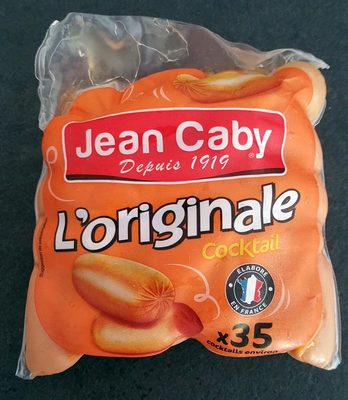 Jean Caby
Depuis 1919
L'originale
Cocktail
ÉLABORÉ
EN FRANCE
x35
cocktails environ